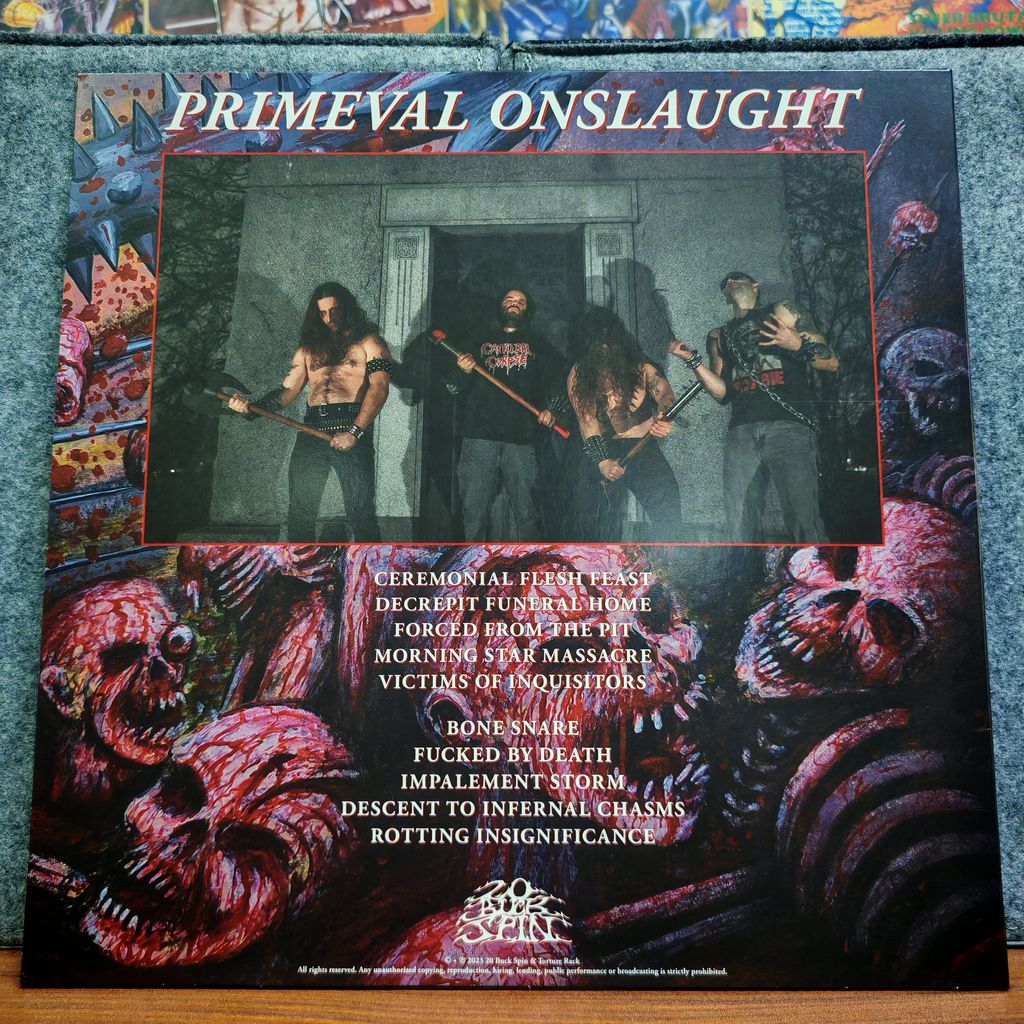 PRIMEVAL ONSLAUGHT
CANNIBAL
CORPSE
CEREMONIAL FLESH FEAST
DECREPIT FUNERAL HOME
FORCED FROM THE PIT
MORNING STAR MASSACRE
VICTIMS OF INQUISITORS
BONE SNARE
FUCKED BY DEATH
IMPALEMENT STORM
DESCENT TO INFERNAL CHASMS
ROTTING INSIGNIFICANCE
20
BUCK
SPIN
© + ℗ 2023 20 Buck Spin & Torture Rack
All rights reserved. Any unauthorized copying, reproduction, hiring, lending, public performance or broadcasting is strictly prohibited.